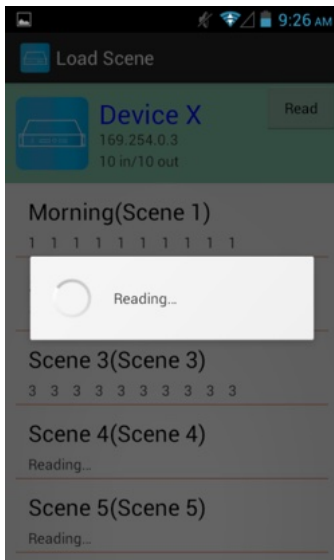 9:26 AM
Load Scene
Device X
Read
169.254.0.3
10 in/10 out
Morning(Scene 1)
1 1 1 1 1 1 1 1 1 1
Reading...
Scene 3(Scene 3)
3 3 3 3 3 3 3 3 3 3
Scene 4(Scene 4)
Reading...
Scene 5(Scene 5)
Reading...